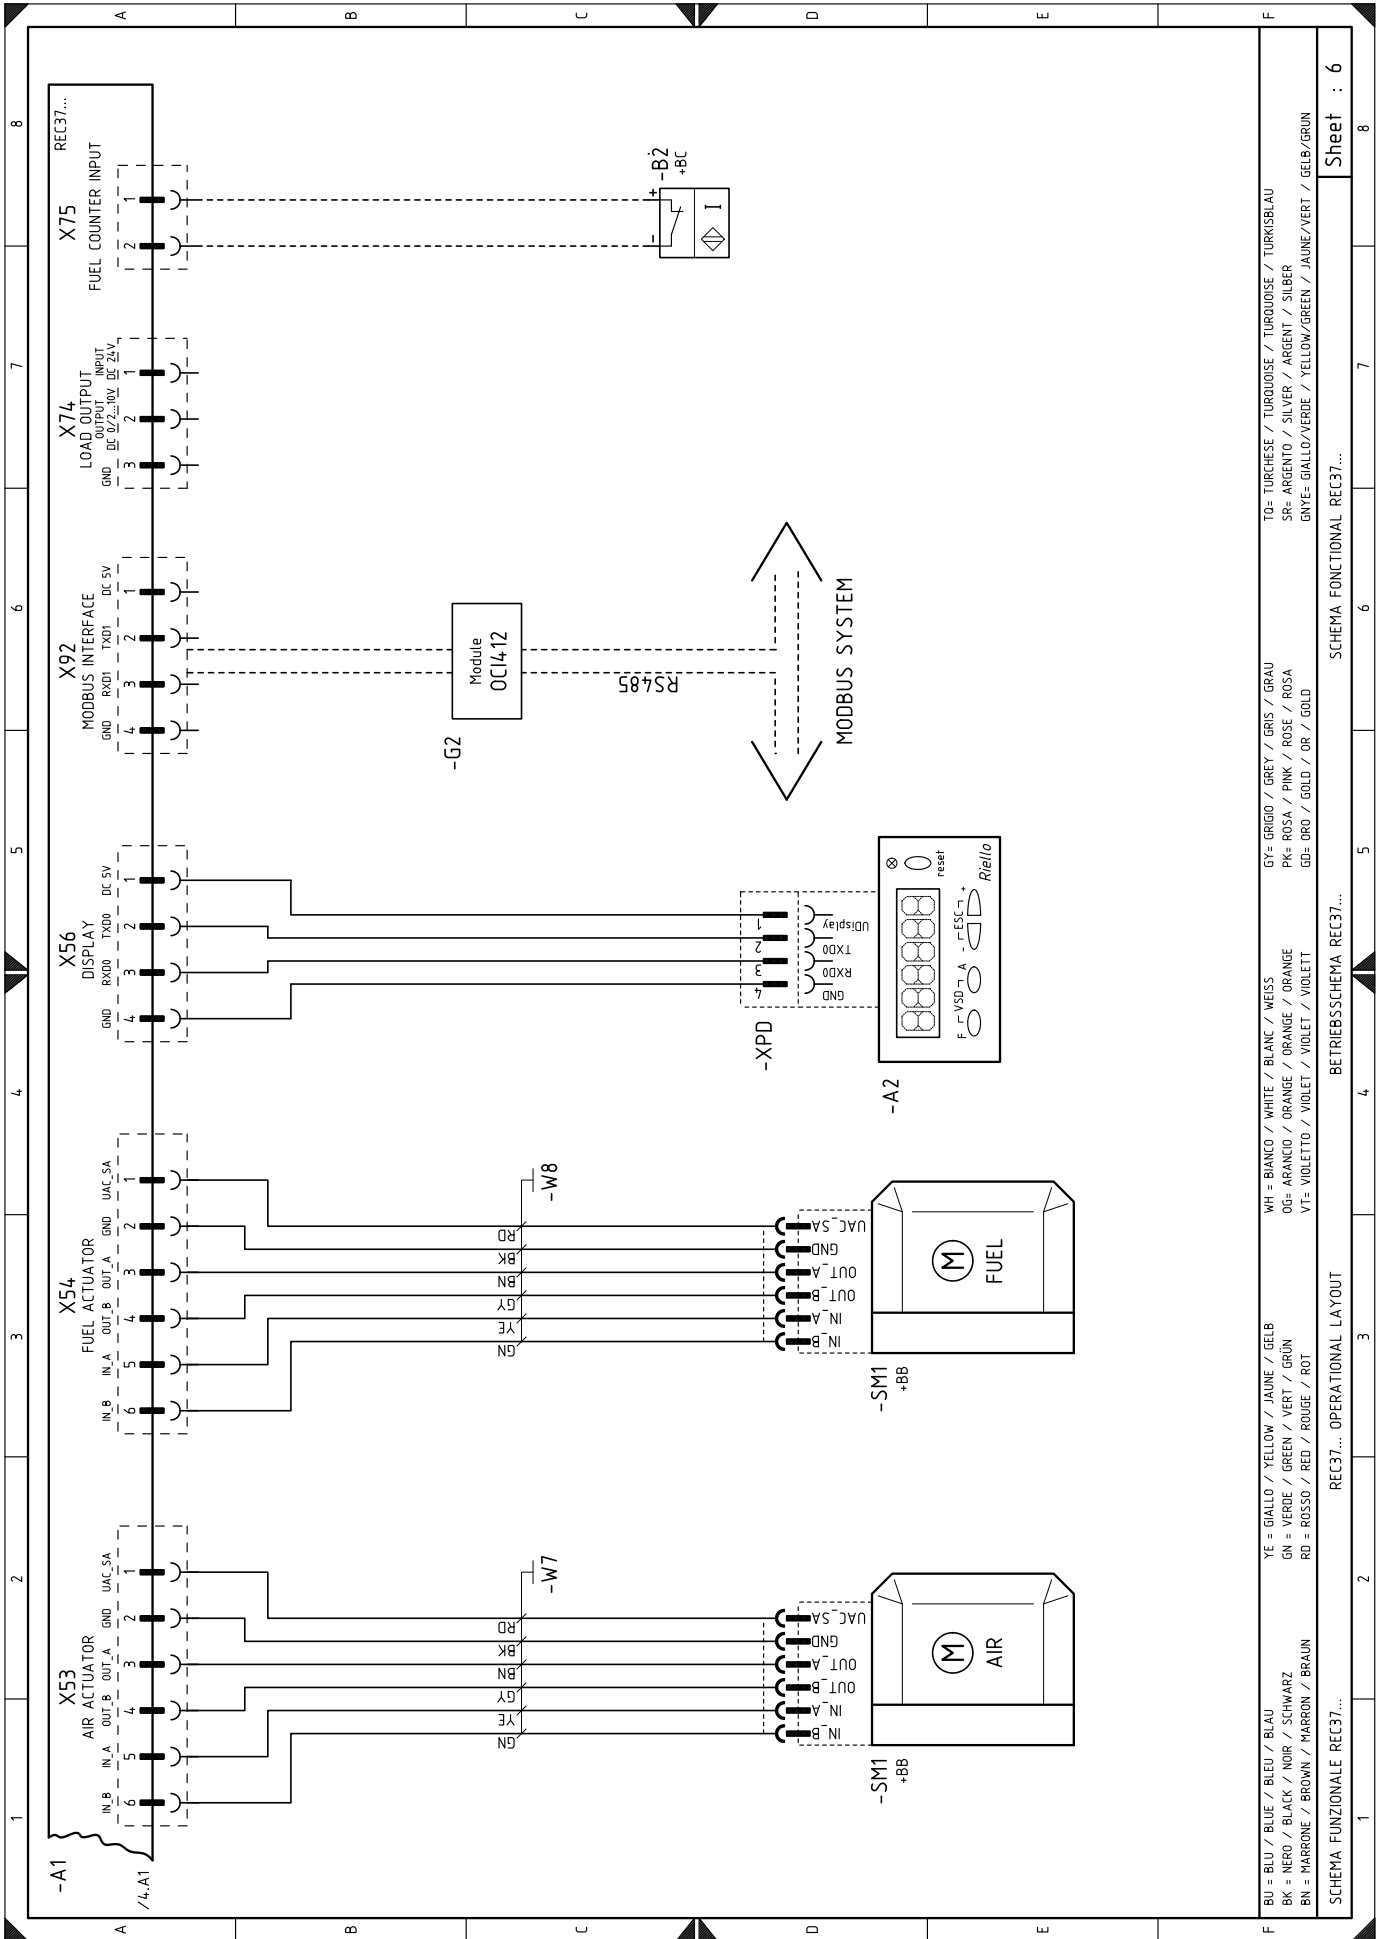 1
2
3
4
5
6
7
8
A
B
C
D
E
F
-A1
/4.A1
REC37...
X53
AIR ACTUATOR
IN_B
IN_A
OUT_B
OUT_A
GND
UAC_SA
6
5
4
3
2
1
X54
FUEL ACTUATOR
IN_B
IN_A
OUT_B
OUT_A
GND
UAC_SA
6
5
4
3
2
1
X56
DISPLAY
GND
RXD0
TXD0
DC 5V
4
3
2
1
X92
MODBUS INTERFACE
GND
RXD1
TXD1
DC 5V
4
3
2
1
X74
LOAD OUTPUT
GND
OUTPUT
DC 0/2...10V
INPUT
DC 24V
3
2
1
X75
FUEL COUNTER INPUT
2
1
GN
YE
GY
BN
BK
RD
-W7
GN
YE
GY
BN
BK
RD
-W8
-G2
Module
OCI412
RS485
MODBUS SYSTEM
-
+
-B2
+BC
I
-XPD
4
3
2
1
GND
RXD0
TXD0
UDisplay
-A2
F
VSD
A
-
ESC
+
reset
Riello
IN_B
IN_A
OUT_B
OUT_A
GND
UAC_SA
-SM1
+BB
M
AIR
IN_B
IN_A
OUT_B
OUT_A
GND
UAC_SA
-SM1
+BB
M
FUEL
BU = BLU / BLUE / BLEU / BLAU
BK = NERO / BLACK / NOIR / SCHWARZ
BN = MARRONE / BROWN / MARRON / BRAUN
YE = GIALLO / YELLOW / JAUNE / GELB
GN = VERDE / GREEN / VERT / GRÜN
RD = ROSSO / RED / ROUGE / ROT
WH = BIANCO / WHITE / BLANC / WEISS
OG= ARANCIO / ORANGE / ORANGE / ORANGE
VT= VIOLETTO / VIOLET / VIOLET / VIOLETT
GY= GRIGIO / GREY / GRIS / GRAU
PK= ROSA / PINK / ROSE / ROSA
GD= ORO / GOLD / OR / GOLD
TQ= TURCHESE / TURQUOISE / TURQUOISE / TURKISBLAU
SR= ARGENTO / SILVER / ARGENT / SILBER
GNYE= GIALLO/VERDE / YELLOW/GREEN / JAUNE/VERT / GELB/GRUN
SCHEMA FUNZIONALE REC37...
REC37... OPERATIONAL LAYOUT
BETRIEBSSCHEMA REC37...
SCHEMA FONCTIONAL REC37...
Sheet : 6
1
2
3
4
5
6
7
8
A
B
C
D
E
F